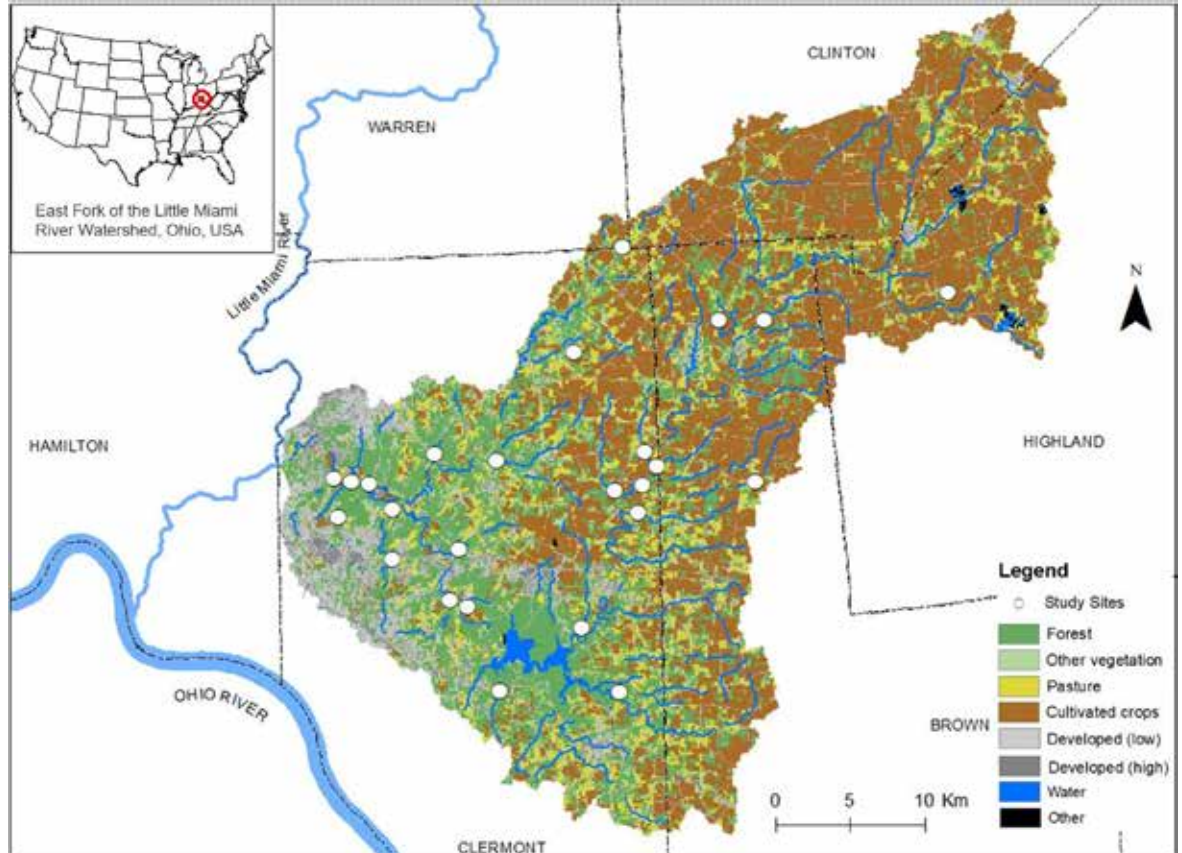 East Fork of the Little Miami
River Watershed, Ohio, USA
CLINTON
WARREN
Little Miami River
N
HAMILTON
HIGHLAND
OHIO RIVER
BROWN
CLERMONT
0 5 10 Km
Legend
Study Sites
Forest
Other vegetation
Pasture
Cultivated crops
Developed (low)
Developed (high)
Water
Other